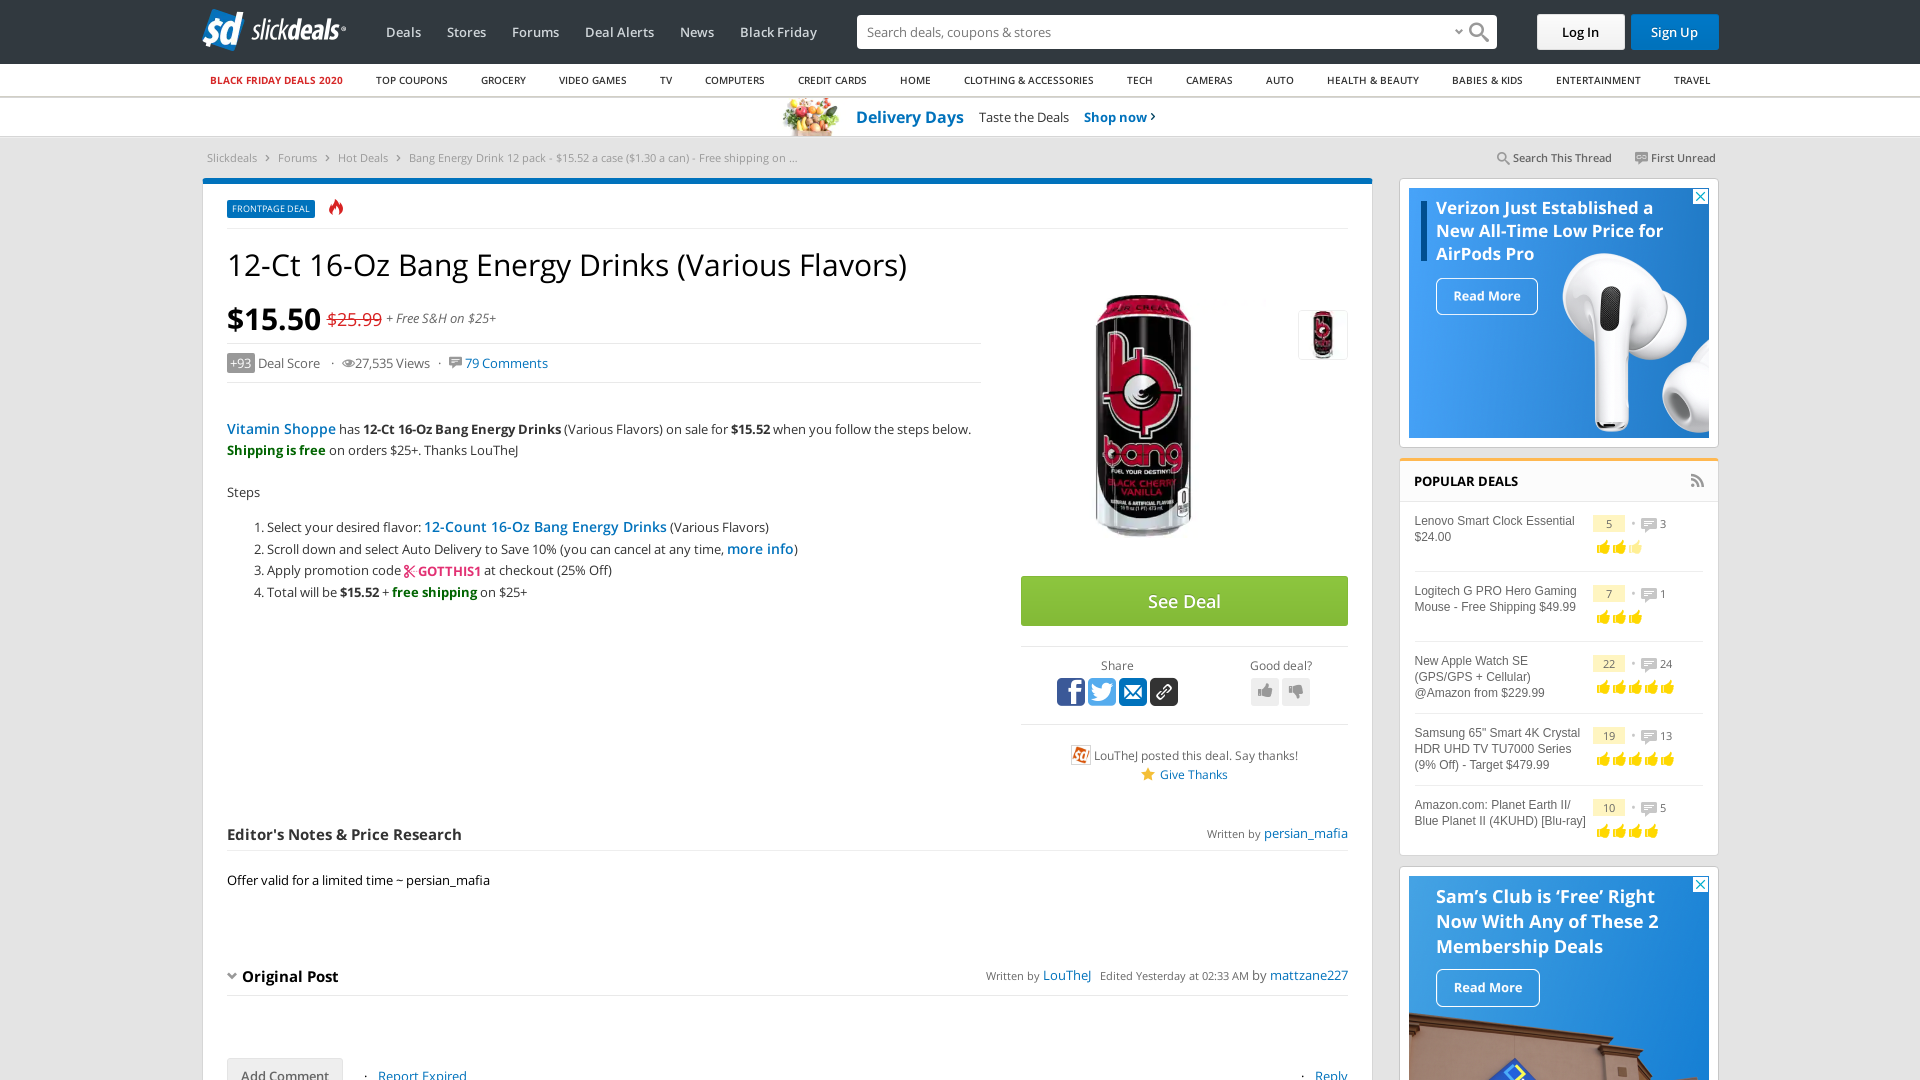 slickdeals
Deals
Stores
Forums
Deal Alerts
News
Black Friday
Search deals, coupons & stores
Log In
Sign Up
BLACK FRIDAY DEALS 2020
TOP COUPONS
GROCERY
VIDEO GAMES
TV
COMPUTERS
CREDIT CARDS
HOME
CLOTHING & ACCESSORIES
TECH
CAMERAS
AUTO
HEALTH & BEAUTY
BABIES & KIDS
ENTERTAINMENT
TRAVEL
Delivery Days Taste the Deals Shop now ›
Slickdeals › Forums › Hot Deals › Bang Energy Drink 12 pack - $15.52 a case ($1.30 a can) - Free shipping on ...
Search This Thread
First Unread
FRONTPAGE DEAL
12-Ct 16-Oz Bang Energy Drinks (Various Flavors)
$15.50 $25.99 + Free S&H on $25+
+93 Deal Score · 27,535 Views · 79 Comments
Vitamin Shoppe has 12-Ct 16-Oz Bang Energy Drinks (Various Flavors) on sale for $15.52 when you follow the steps below.
Shipping is free on orders $25+. Thanks LouTheJ
Steps
1. Select your desired flavor: 12-Count 16-Oz Bang Energy Drinks (Various Flavors)
2. Scroll down and select Auto Delivery to Save 10% (you can cancel at any time, more info)
3. Apply promotion code GOTTHIS1 at checkout (25% Off)
4. Total will be $15.52 + free shipping on $25+
bang
FUEL YOUR DESTINY!
BLACK CHERRY
VANILLA
See Deal
Share
Good deal?
LouTheJ posted this deal. Say thanks!
Give Thanks
Editor's Notes & Price Research
Written by persian_mafia
Offer valid for a limited time ~ persian_mafia
Original Post
Written by LouTheJ Edited Yesterday at 02:33 AM by mattzane227
Add Comment
· Report Expired
· Reply
Verizon Just Established a
New All-Time Low Price for
AirPods Pro
Read More
POPULAR DEALS
Lenovo Smart Clock Essential
$24.00
5 · 3
Logitech G PRO Hero Gaming
Mouse - Free Shipping $49.99
7 · 1
New Apple Watch SE
(GPS/GPS + Cellular)
@Amazon from $229.99
22 · 24
Samsung 65" Smart 4K Crystal
HDR UHD TV TU7000 Series
(9% Off) - Target $479.99
19 · 13
Amazon.com: Planet Earth II/
Blue Planet II (4KUHD) [Blu-ray]
10 · 5
Sam's Club is ‘Free’ Right
Now With Any of These 2
Membership Deals
Read More